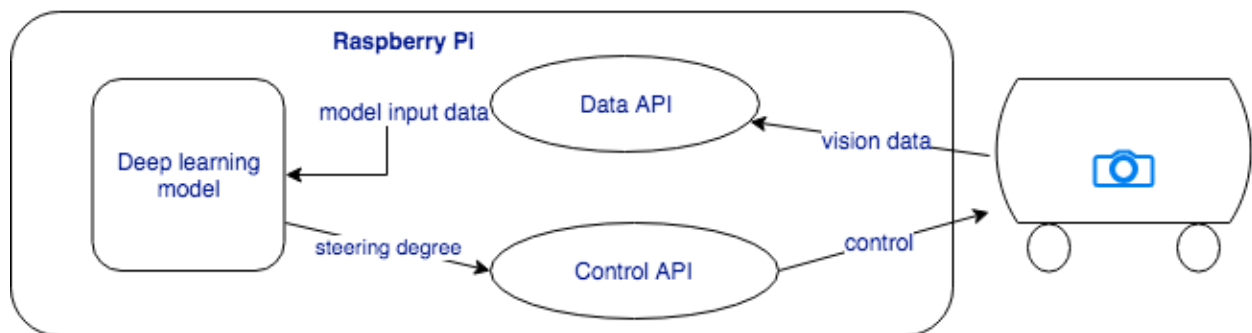 Raspberry Pi
Data API
model input data
vision data
Deep learning
model
steering degree
control
Control API